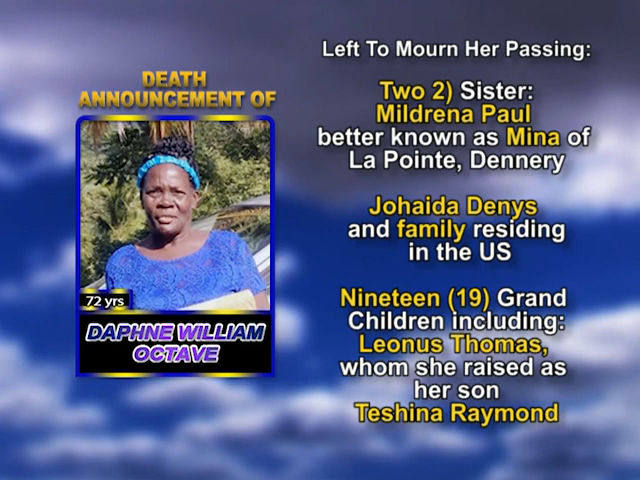 DEATH
ANNOUNCEMENT OF
72 yrs
DAPHNE WILLIAM
OCTAVE
Left To Mourn Her Passing:
Two 2) Sister:
Mildrena Paul
better known as Mina of
La Pointe, Dennery
Johaida Denys
and family residing
in the US
Nineteen (19) Grand
Children including:
Leonus Thomas,
whom she raised as
her son
Teshina Raymond